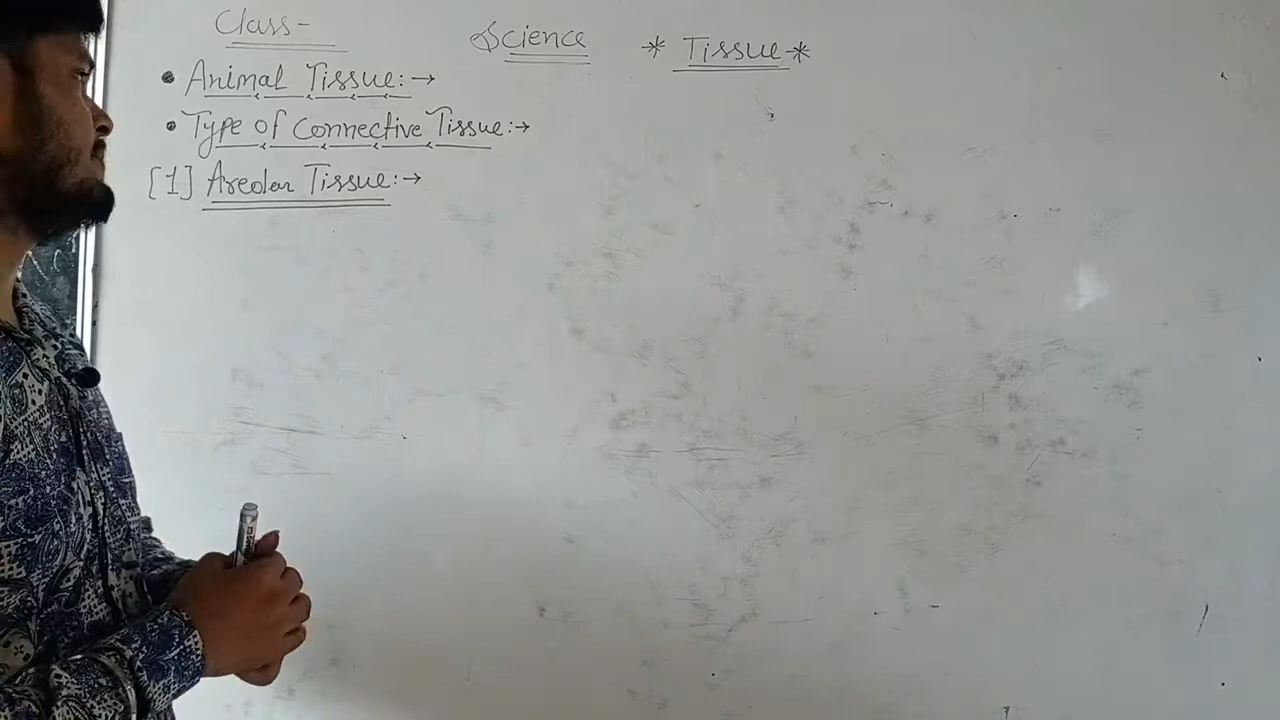 Class-
Science * Tissue *
• Animal Tissue:→
• Type of Connective Tissue:→
[1] Areolar Tissue:→